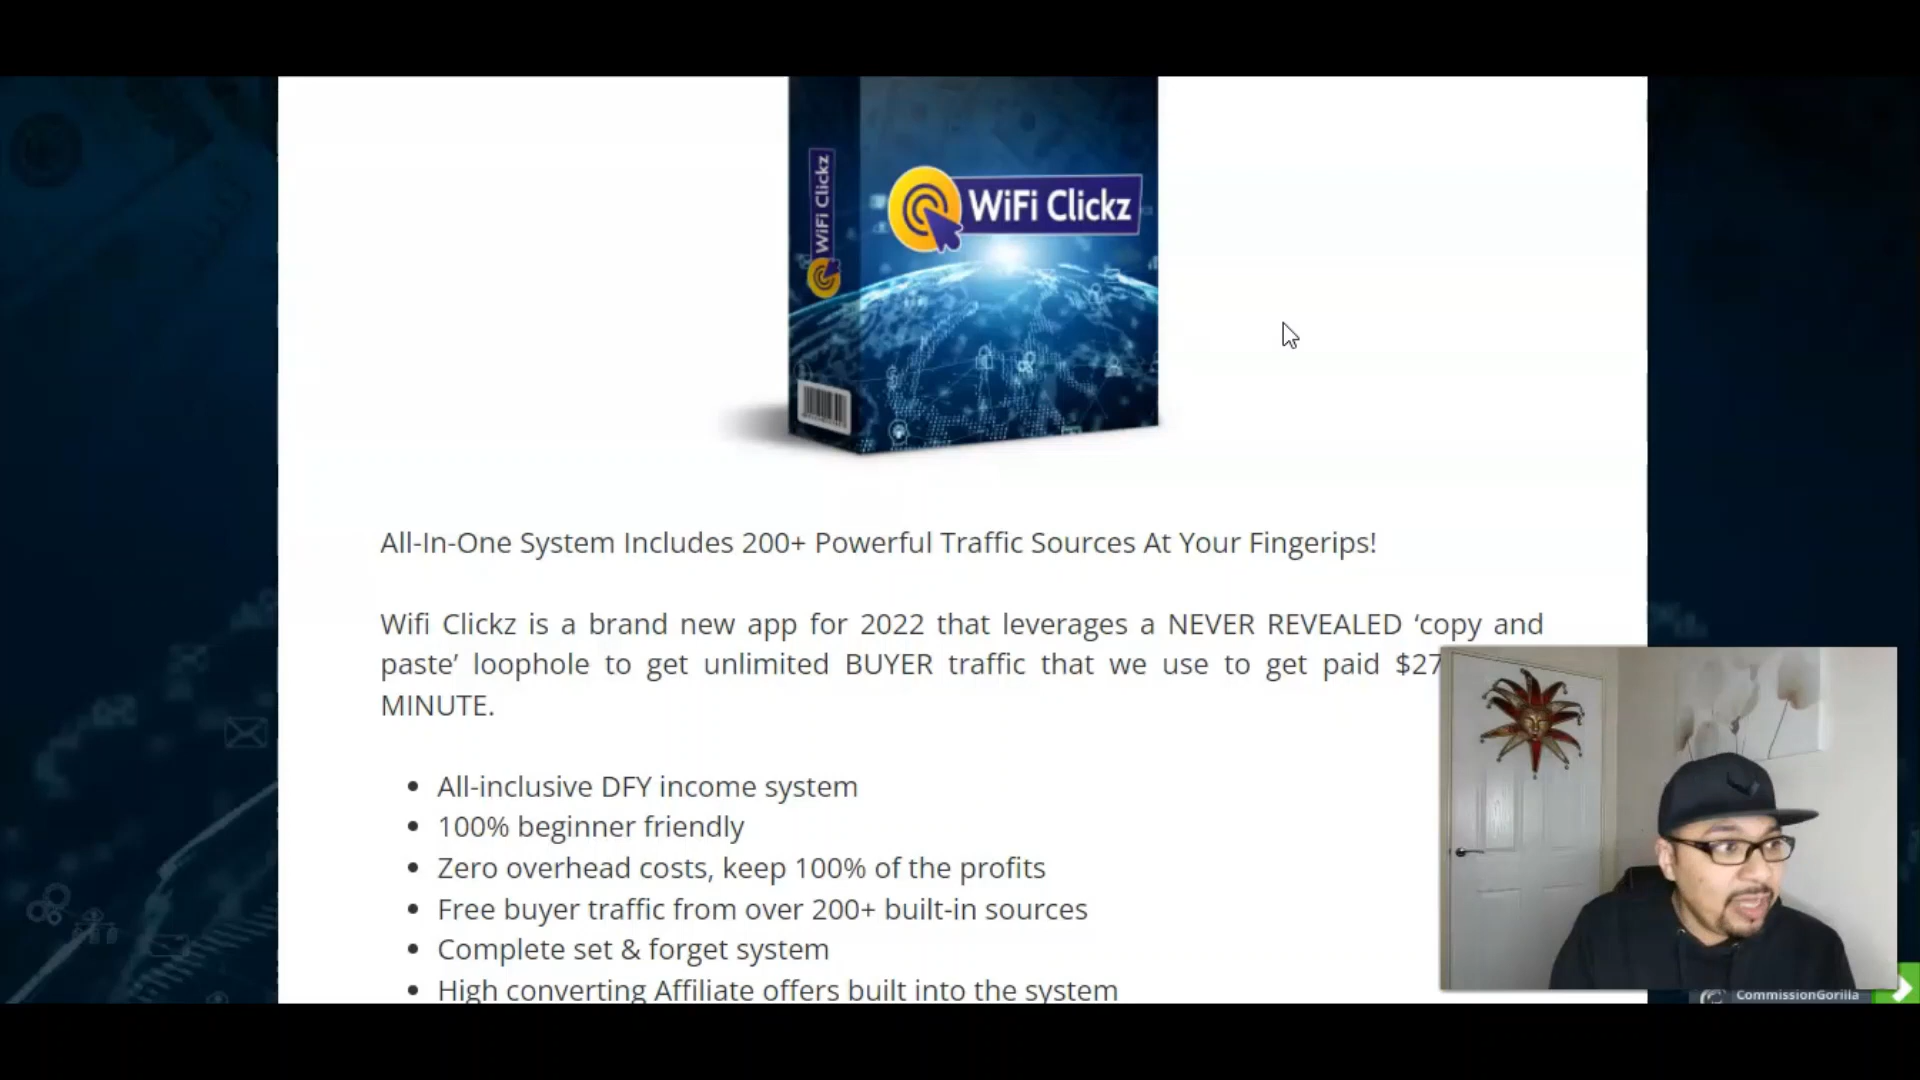 WiFi Clickz
WiFi Clickz
All-In-One System Includes 200+ Powerful Traffic Sources At Your Fingerips!
Wifi Clickz is a brand new app for 2022 that leverages a NEVER REVEALED ‘copy and
paste’ loophole to get unlimited BUYER traffic that we use to get paid $27
MINUTE.
• All-inclusive DFY income system
• 100% beginner friendly
• Zero overhead costs, keep 100% of the profits
• Free buyer traffic from over 200+ built-in sources
• Complete set & forget system
• High converting Affiliate offers built into the system
CommissionGorilla